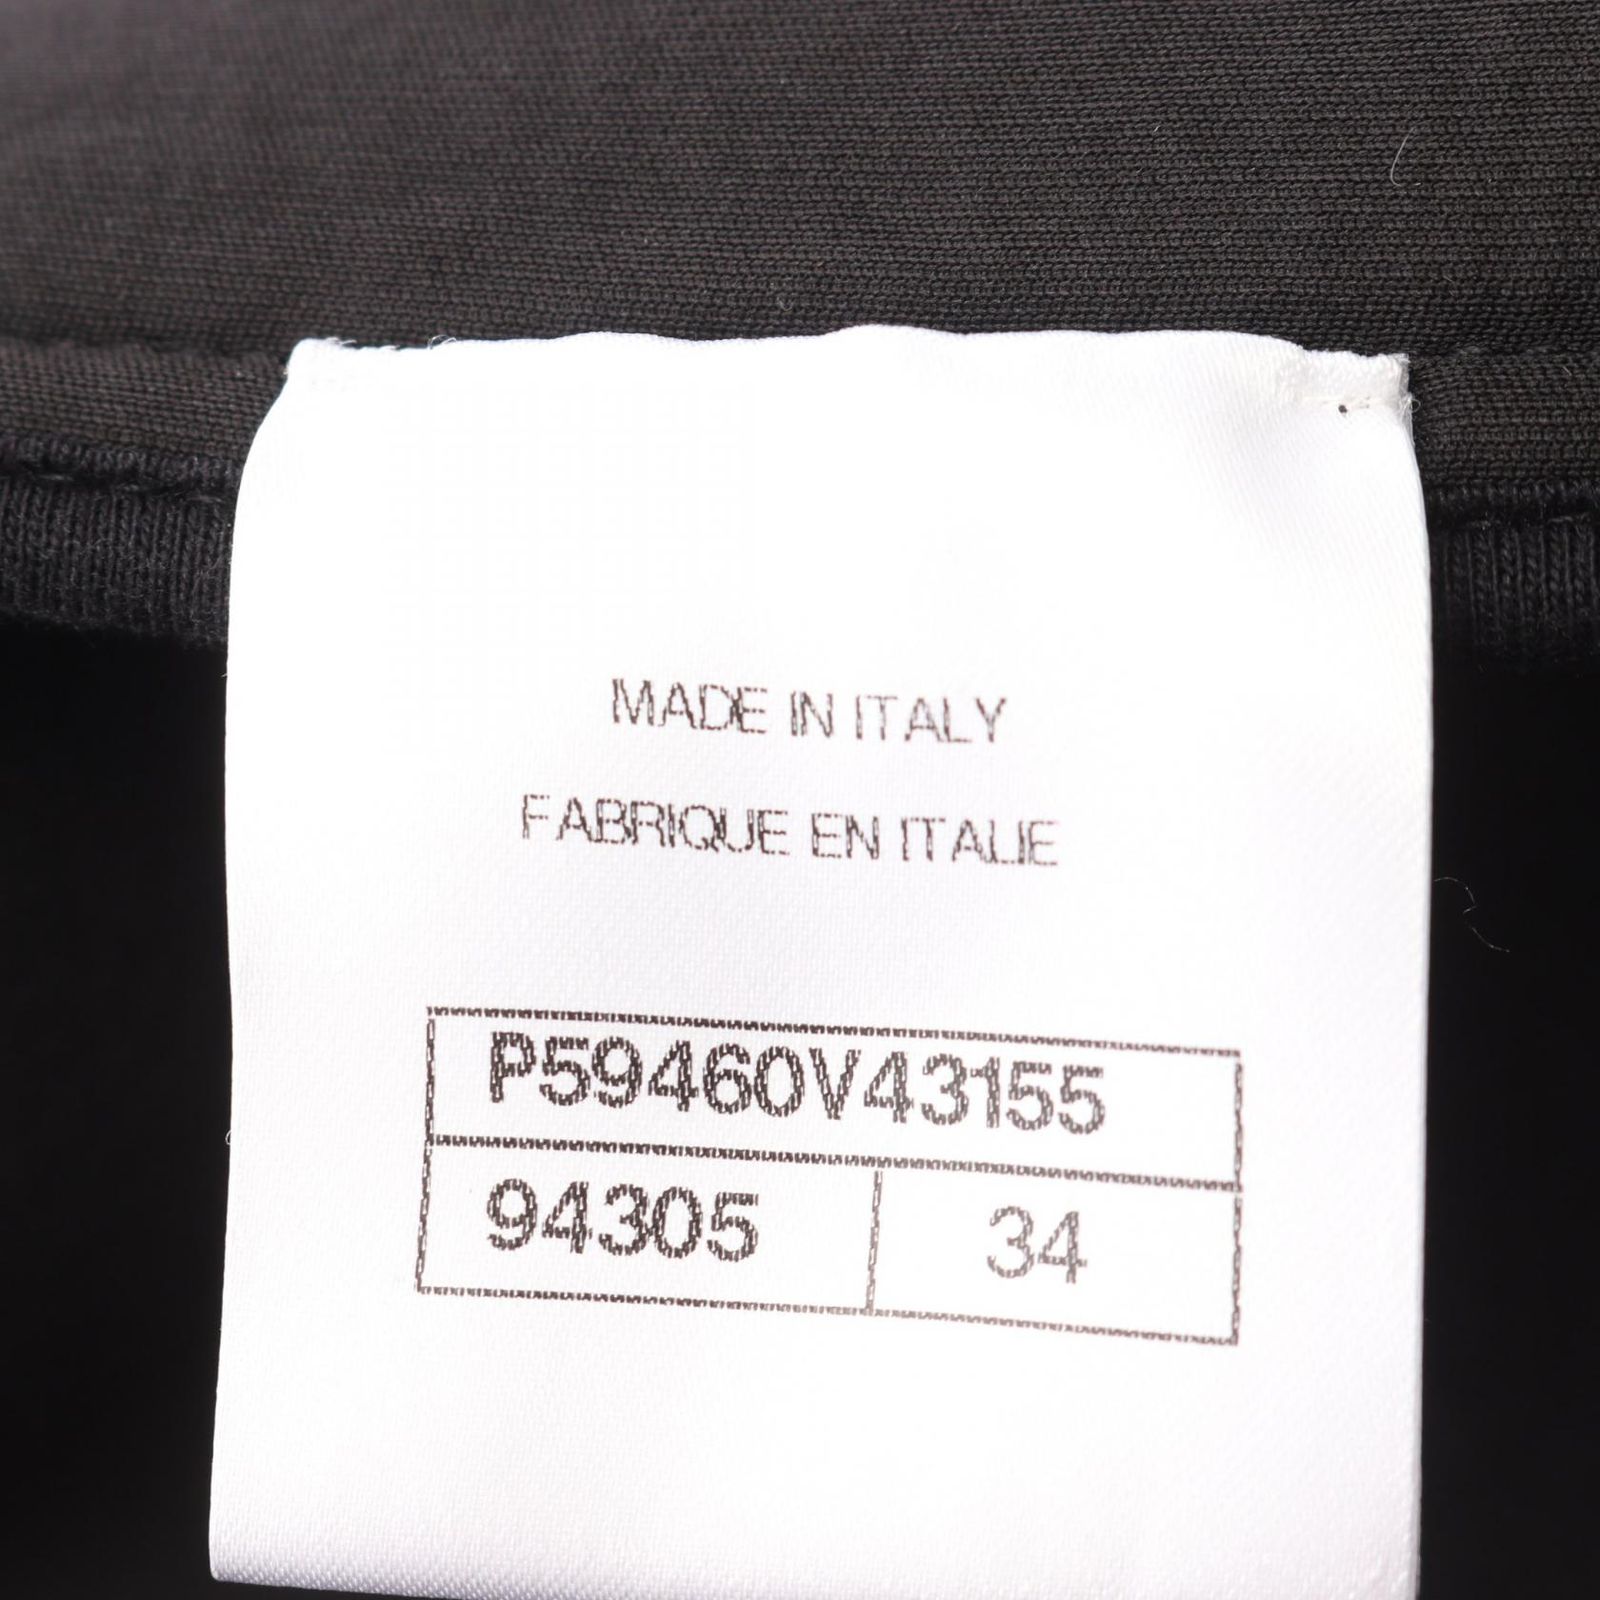 MADE IN ITALY
FABRIQUE EN ITALIE
P59460V43155
94305 34